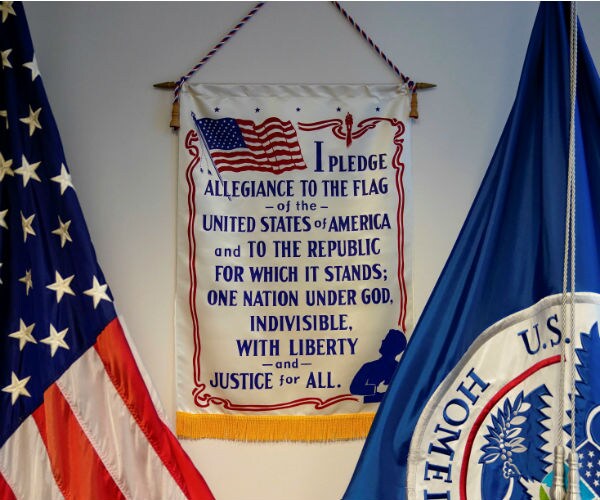 I PLEDGE
ALLEGIANCE TO THE FLAG
- of the -
UNITED STATES of AMERICA
and TO THE REPUBLIC
FOR WHICH IT STANDS;
ONE NATION UNDER GOD,
INDIVISIBLE,
WITH LIBERTY
- and -
JUSTICE for ALL.
U.S.